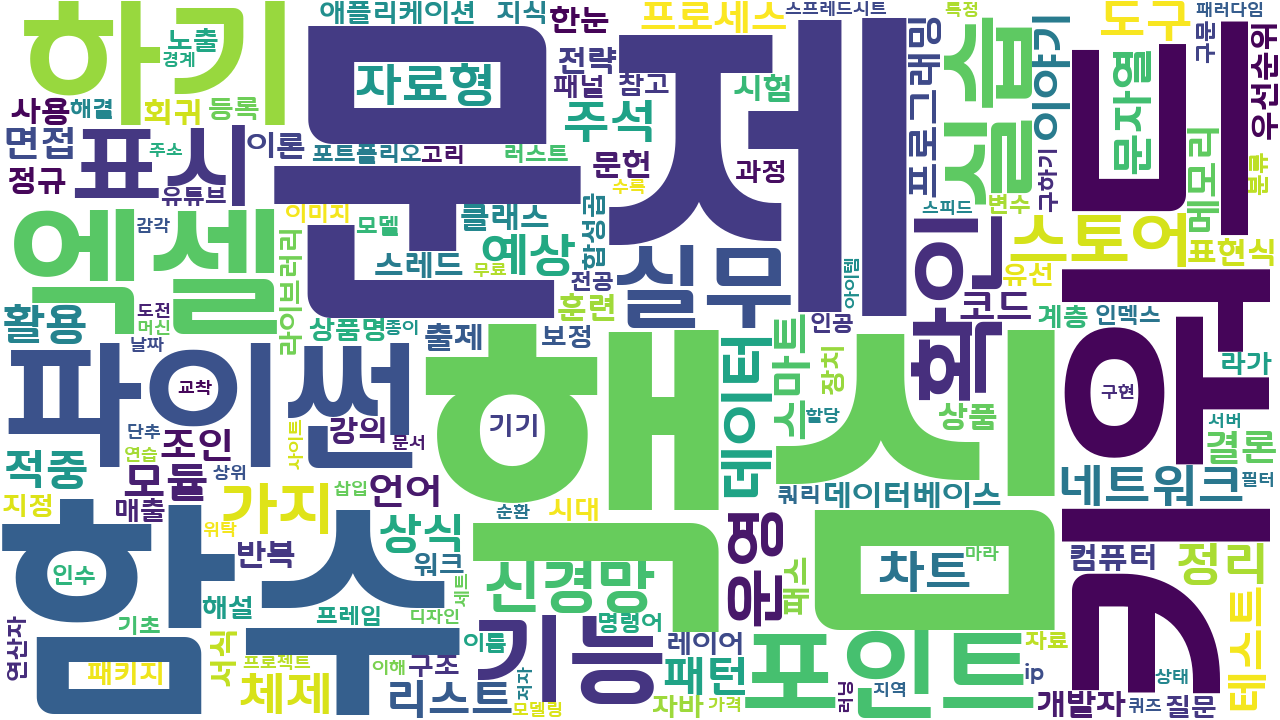 하기
애플리케이션
지식
한눈
프로세스
스프레드시트
특정
도구
패러다임
노출
경계
문제
전략
패널
참고
시험
프로그래밍
실습
이야기
구문
우선순위
자료형
주석
문자열
키워드
사용
해결
회귀
등록
면접
표시
이론
주소
포트폴리오
고리
러스트
문헌
과정
구하기
메모리
분류
정규
유튜브
수록
스피드
변수
엑셀
감각
이미지
모델
클래스
예상
합성곱
실무
확인
스토어
표현식
라이브러리
스레드
무료
전공
아이템
유선
활용
도전
머신
날짜
상품명
종이
출제
보정
훈련
인공
코드
계층
인덱스
파이썬
핵심
데이터
스마트
장치
라가
교착
기기
구현
단추
연습
조인
사이트
강의
문서
할당
상품
서버
결론
적중
모듈
상위
삽입
언어
쿼리
데이터베이스
네트워크
필터
지정
매출
가지
위탁
순환
시대
함수
반복
상식
워크
신경망
운영
차트
마라
컴퓨터
정리
인수
세트
패스
연산자
기초
해설
프레임
디자인
기능
명령어
레이어
포인트
자료
테스트
서식
프로젝트
이해
구조
이름
패턴
ip
상태
패키지
체제
리스트
저자
모델링
자바
가격
러닝
지역
개발자
퀴즈
질문